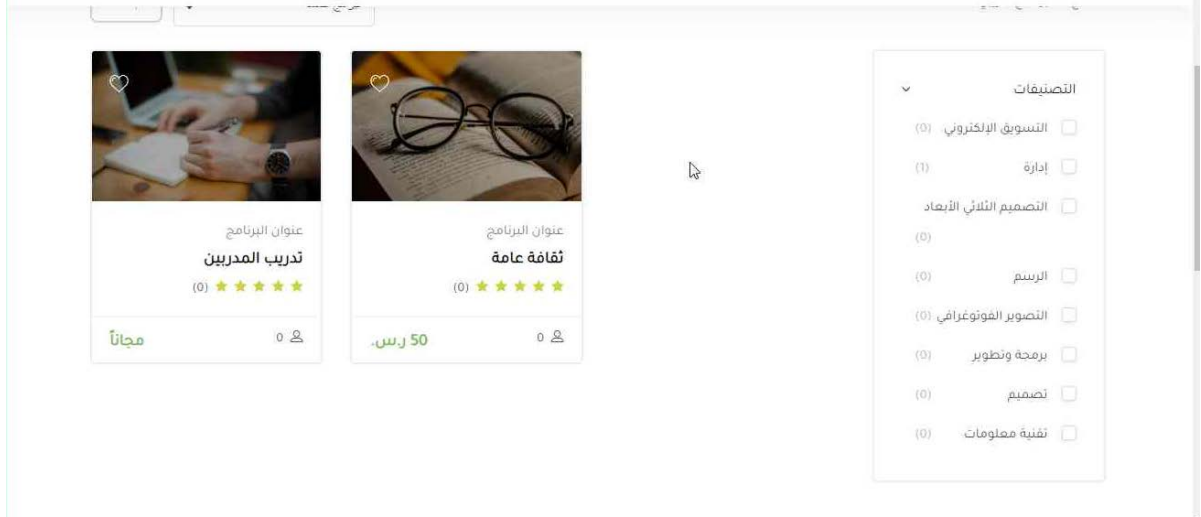 التصنيفات
التسويق الإلكتروني (0)
إدارة (1)
التصميم الثلاثي الأبعاد
(0)
الرسم (0)
التصوير الفوتوغرافي (0)
برمجة وتطوير (0)
تصميم (0)
تقنية معلومات (0)
عنوان البرنامج
ثقافة عامة
(0)
0
50 ر.س.
عنوان البرنامج
تدريب المدربين
(0)
0
مجاناً